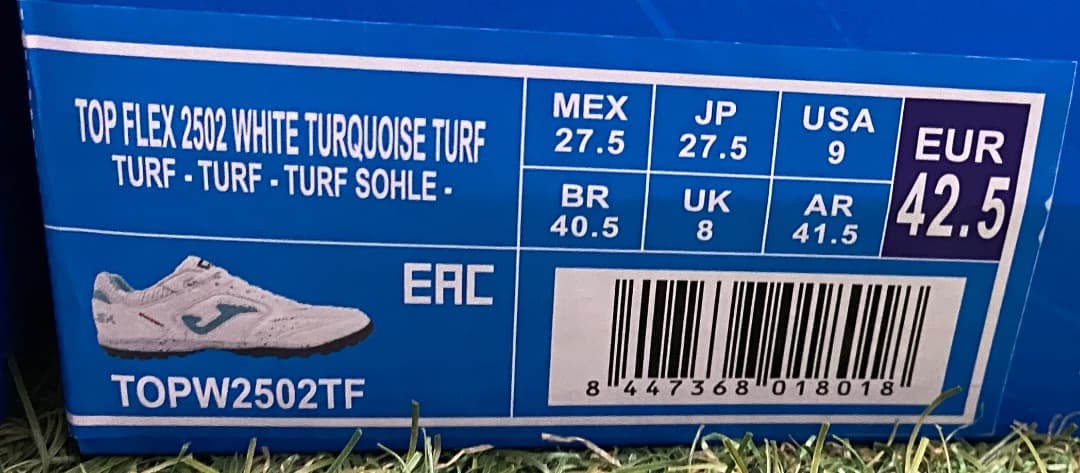 TOP FLEX 2502 WHITE TURQUOISE TURF
TURF - TURF - TURF SOHLE -
MEX
27.5
JP
27.5
USA
9
EUR
42.5
BR
40.5
UK
8
AR
41.5
EAC
TOPW2502TF
8 447368 018018